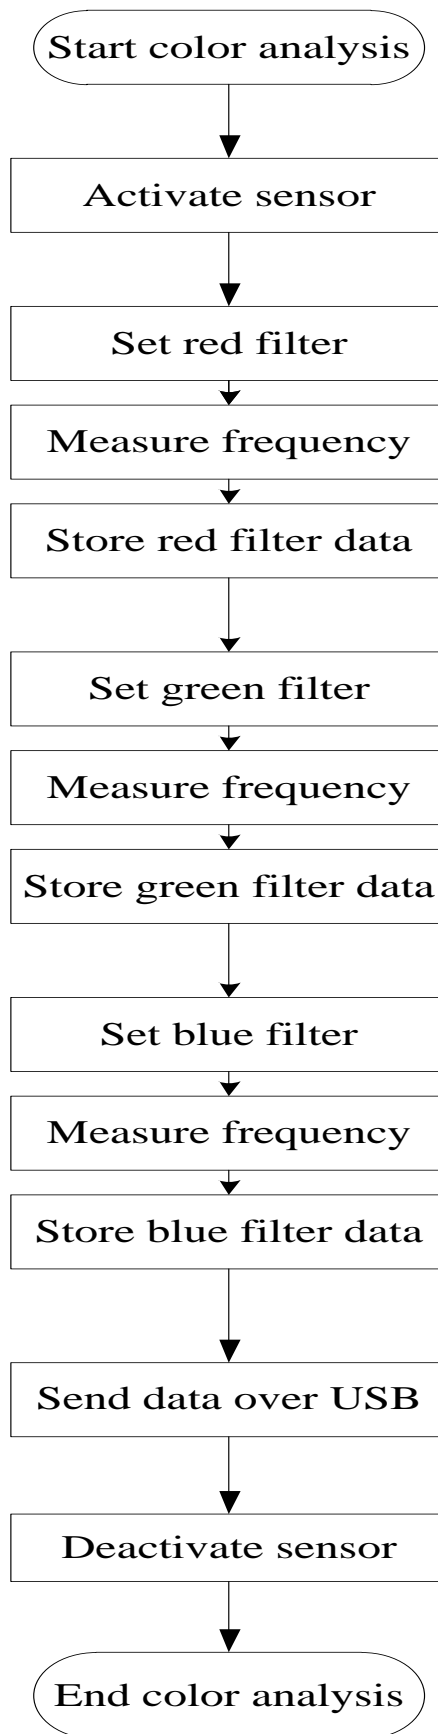 Start color analysis
Activate sensor
Set red filter
Measure frequency
Store red filter data
Set green filter
Measure frequency
Store green filter data
Set blue filter
Measure frequency
Store blue filter data
Send data over USB
Deactivate sensor
End color analysis